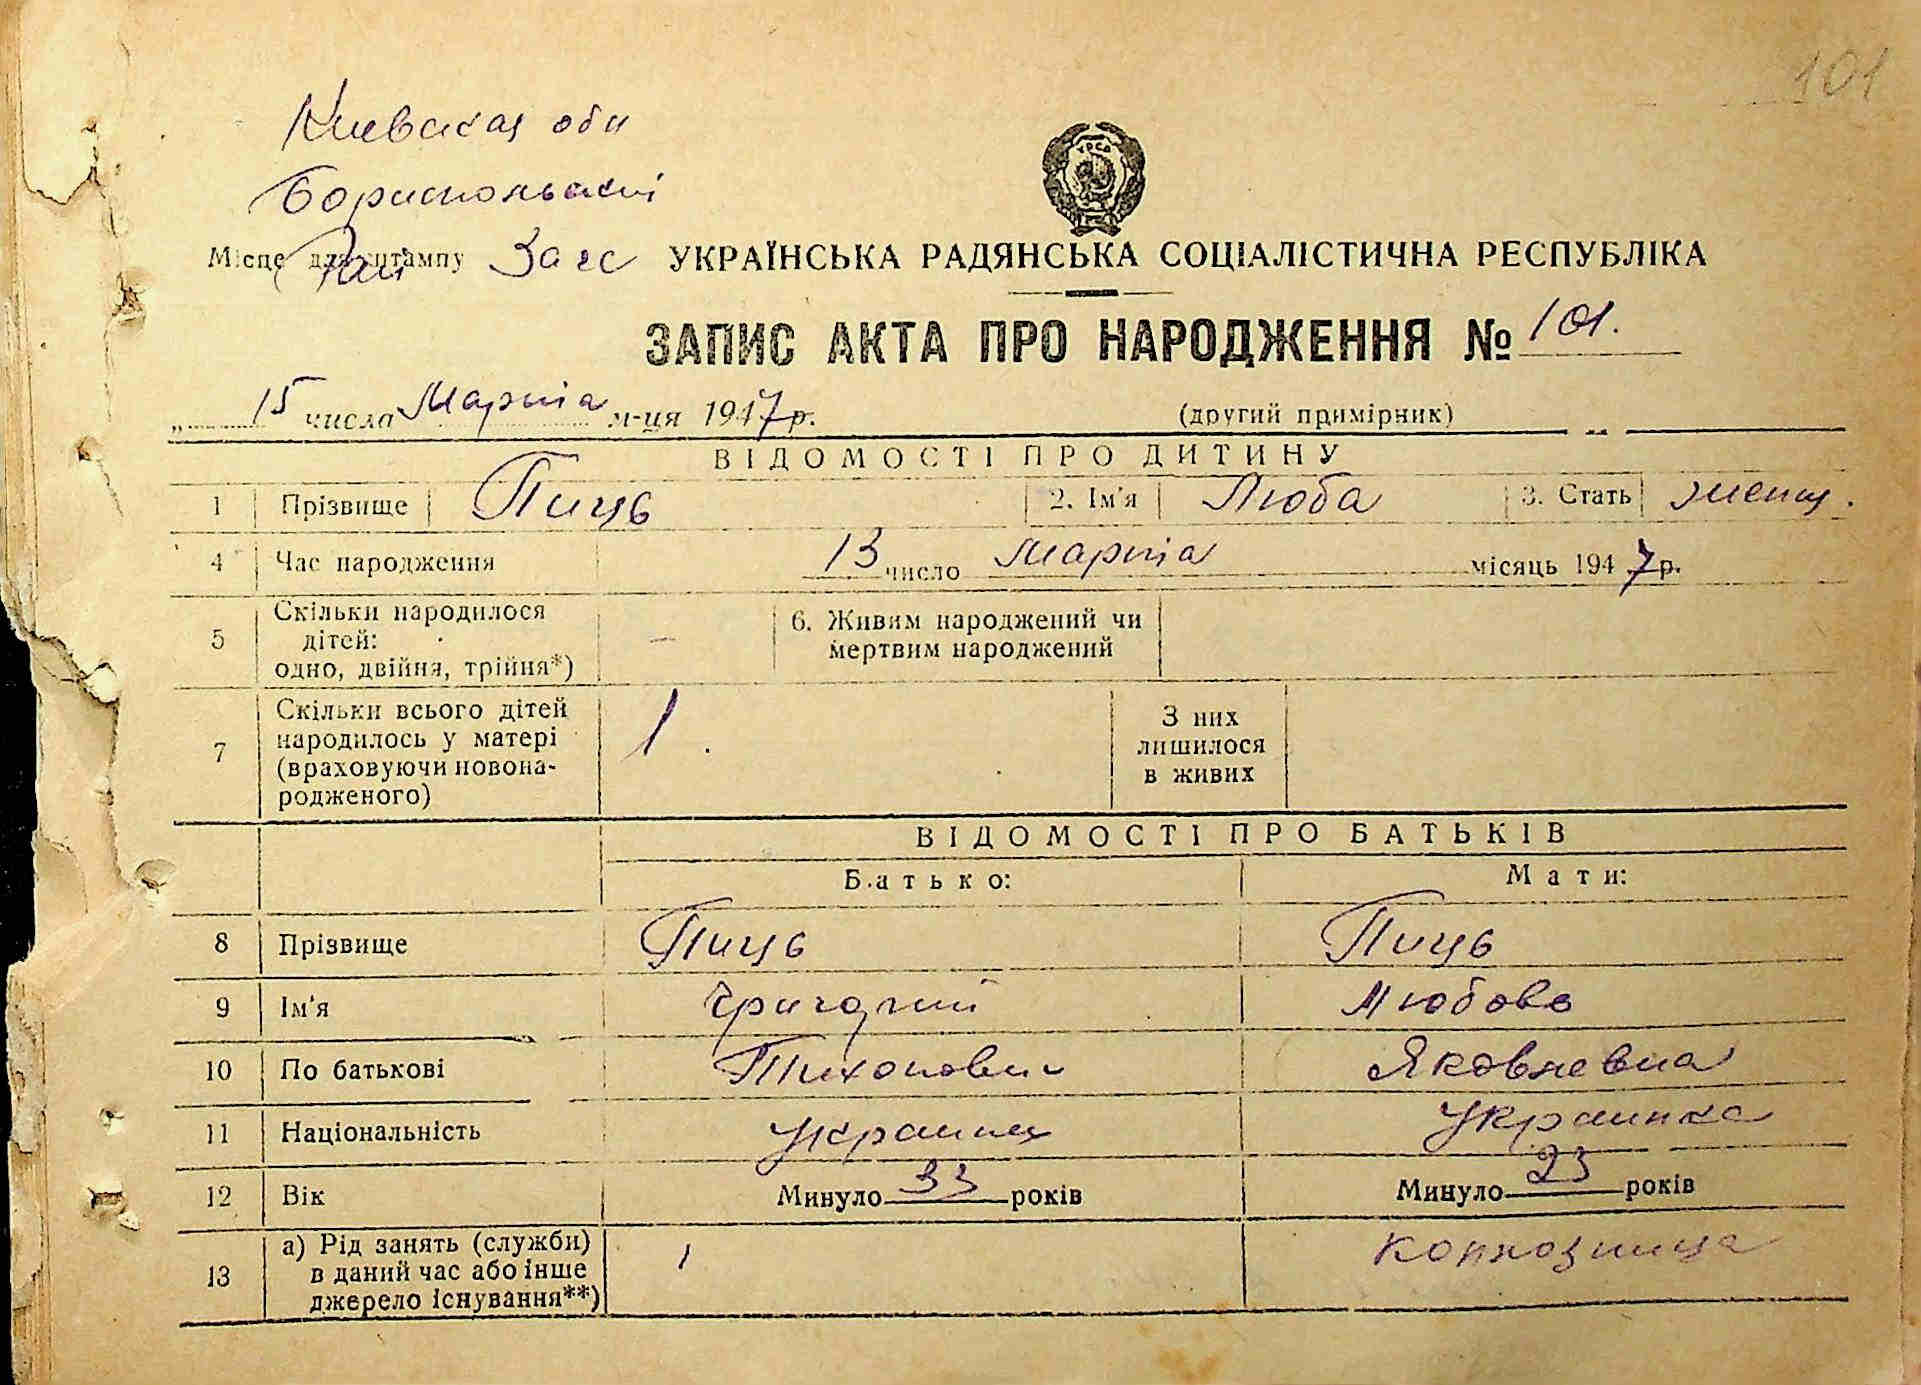 101
Киевская обл
Бориспольский
Місце для штампу Рай Загс
УРСР
УКРАЇНСЬКА РАДЯНСЬКА СОЦІАЛІСТИЧНА РЕСПУБЛІКА
ЗАПИС АКТА ПРО НАРОДЖЕННЯ № 101.
„ 15 числа Марта м-ця 1947 р. (другий примірник)
ВІДОМОСТІ ПРО ДИТИНУ
1 Прізвище Пиць 2. Ім'я Люба 3. Стать женщ.
4 Час народження 13 число Марта місяць 1947 р.
5 Скільки народилося дітей: одно, двійня, трійня*) – 6. Живим народжений чи мертвим народжений
7 Скільки всього дітей народилось у матері (враховуючи новонародженого) 1. З них лишилося в живих
ВІДОМОСТІ ПРО БАТЬКІВ
Батько: Мати:
8 Прізвище Пиць Пиць
9 Ім'я Григорий Любовь
10 По батькові Тихонович Яковлевна
11 Національність Украинец Украинка
12 Вік Минуло 33 років Минуло 23 років
13 а) Рід занять (служби) в даний час або інше джерело існування**) Колхозница